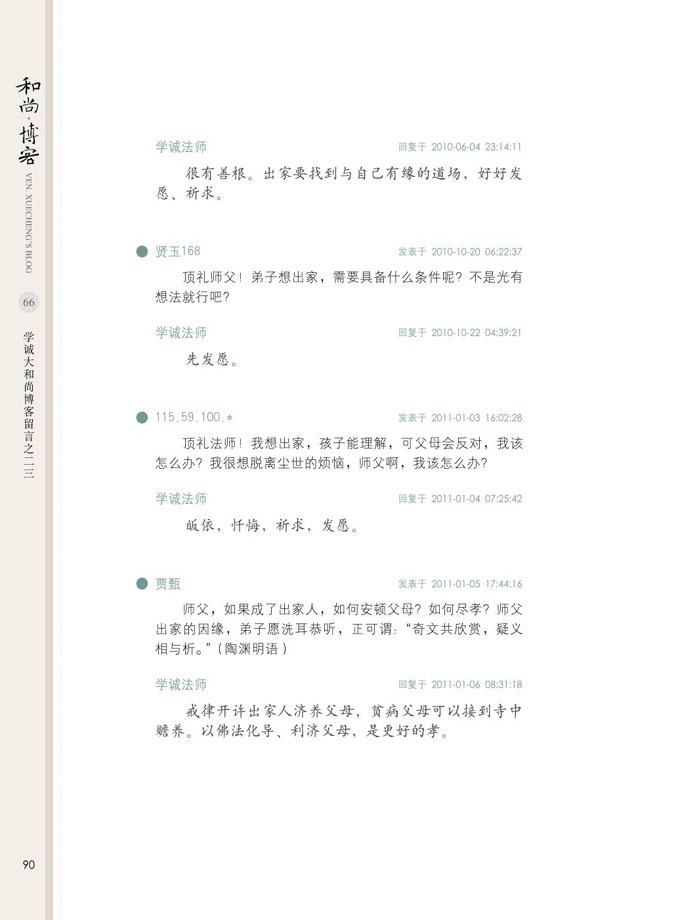 和尚·博客
VEN. XUECHENG'S BLOG
66
学诚大和尚博客留言之二三
学诚法师 回复于 2010-06-04 23:14:11
很有善根。出家要找到与自己有缘的道场，好好发
愿、祈求。
贤玉168 发表于 2010-10-20 06:22:37
顶礼师父！弟子想出家，需要具备什么条件呢？不是光有
想法就行吧？
学诚法师 回复于 2010-10-22 04:39:21
先发愿。
115.59.100.* 发表于 2011-01-03 16:02:28
顶礼法师！我想出家，孩子能理解，可父母会反对，我该
怎么办？我很想脱离尘世的烦恼，师父啊，我该怎么办？
学诚法师 回复于 2011-01-04 07:25:42
皈依，忏悔，祈求，发愿。
贾甄 发表于 2011-01-05 17:44:16
师父，如果成了出家人，如何安顿父母？如何尽孝？师父
出家的因缘，弟子愿洗耳恭听，正可谓：“奇文共欣赏，疑义
相与析。”（陶渊明语）
学诚法师 回复于 2011-01-06 08:31:18
戒律开许出家人济养父母，贫病父母可以接到寺中
赡养。以佛法化导、利济父母，是更好的孝。
90